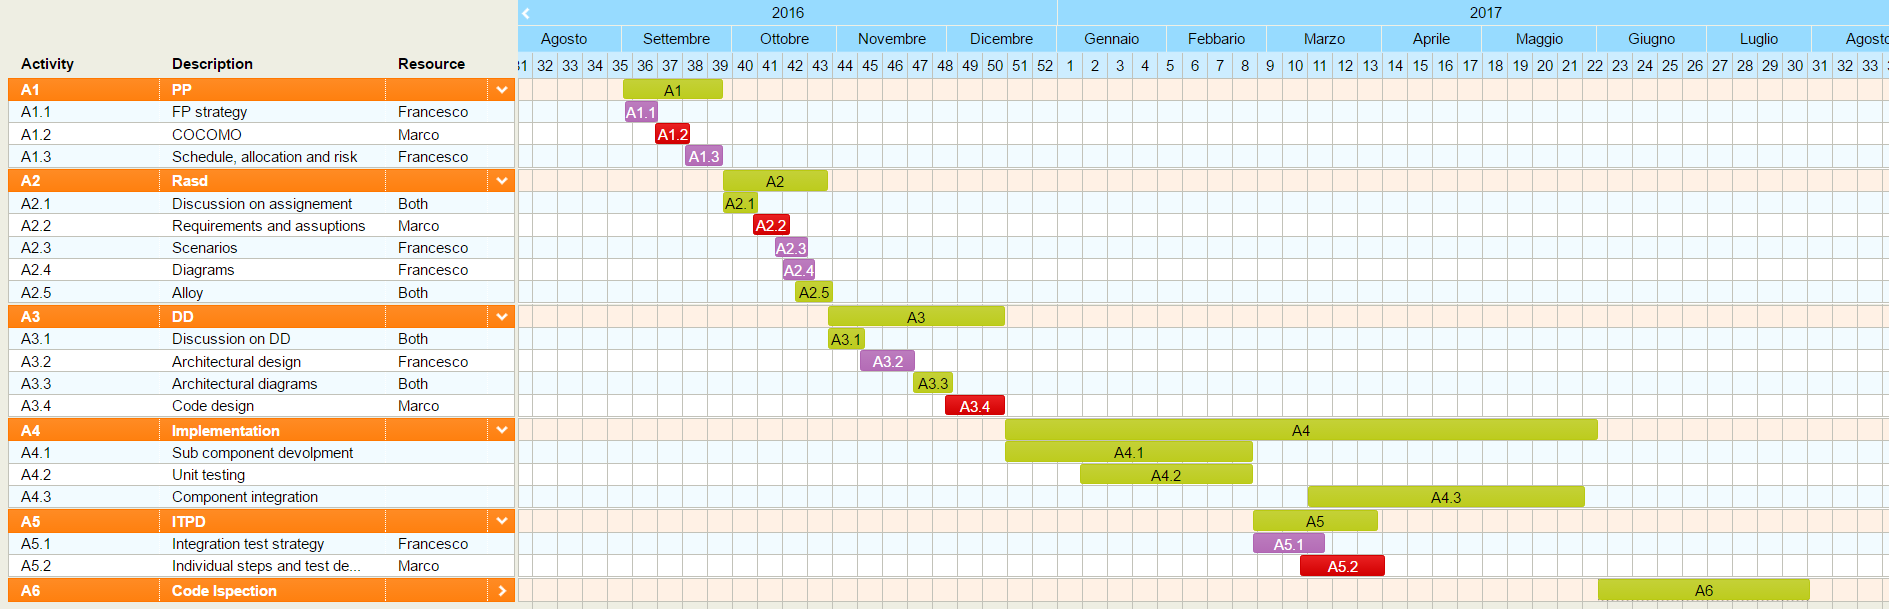 2016 2017
Agosto Settembre Ottobre Novembre Dicembre Gennaio Febbario Marzo Aprile Maggio Giugno Luglio Agosto
Activity Description Resource 31 32 33 34 35 36 37 38 39 40 41 42 43 44 45 46 47 48 49 50 51 52 1 2 3 4 5 6 7 8 9 10 11 12 13 14 15 16 17 18 19 20 21 22 23 24 25 26 27 28 29 30 31 32 33
A1 PP A1
A1.1 FP strategy Francesco A1.1
A1.2 COCOMO Marco A1.2
A1.3 Schedule, allocation and risk Francesco A1.3
A2 Rasd A2
A2.1 Discussion on assignement Both A2.1
A2.2 Requirements and assuptions Marco A2.2
A2.3 Scenarios Francesco A2.3
A2.4 Diagrams Francesco A2.4
A2.5 Alloy Both A2.5
A3 DD A3
A3.1 Discussion on DD Both A3.1
A3.2 Architectural design Francesco A3.2
A3.3 Architectural diagrams Both A3.3
A3.4 Code design Marco A3.4
A4 Implementation A4
A4.1 Sub component devolpment A4.1
A4.2 Unit testing A4.2
A4.3 Component integration A4.3
A5 ITPD A5
A5.1 Integration test strategy Francesco A5.1
A5.2 Individual steps and test de... Marco A5.2
A6 Code Ispection A6